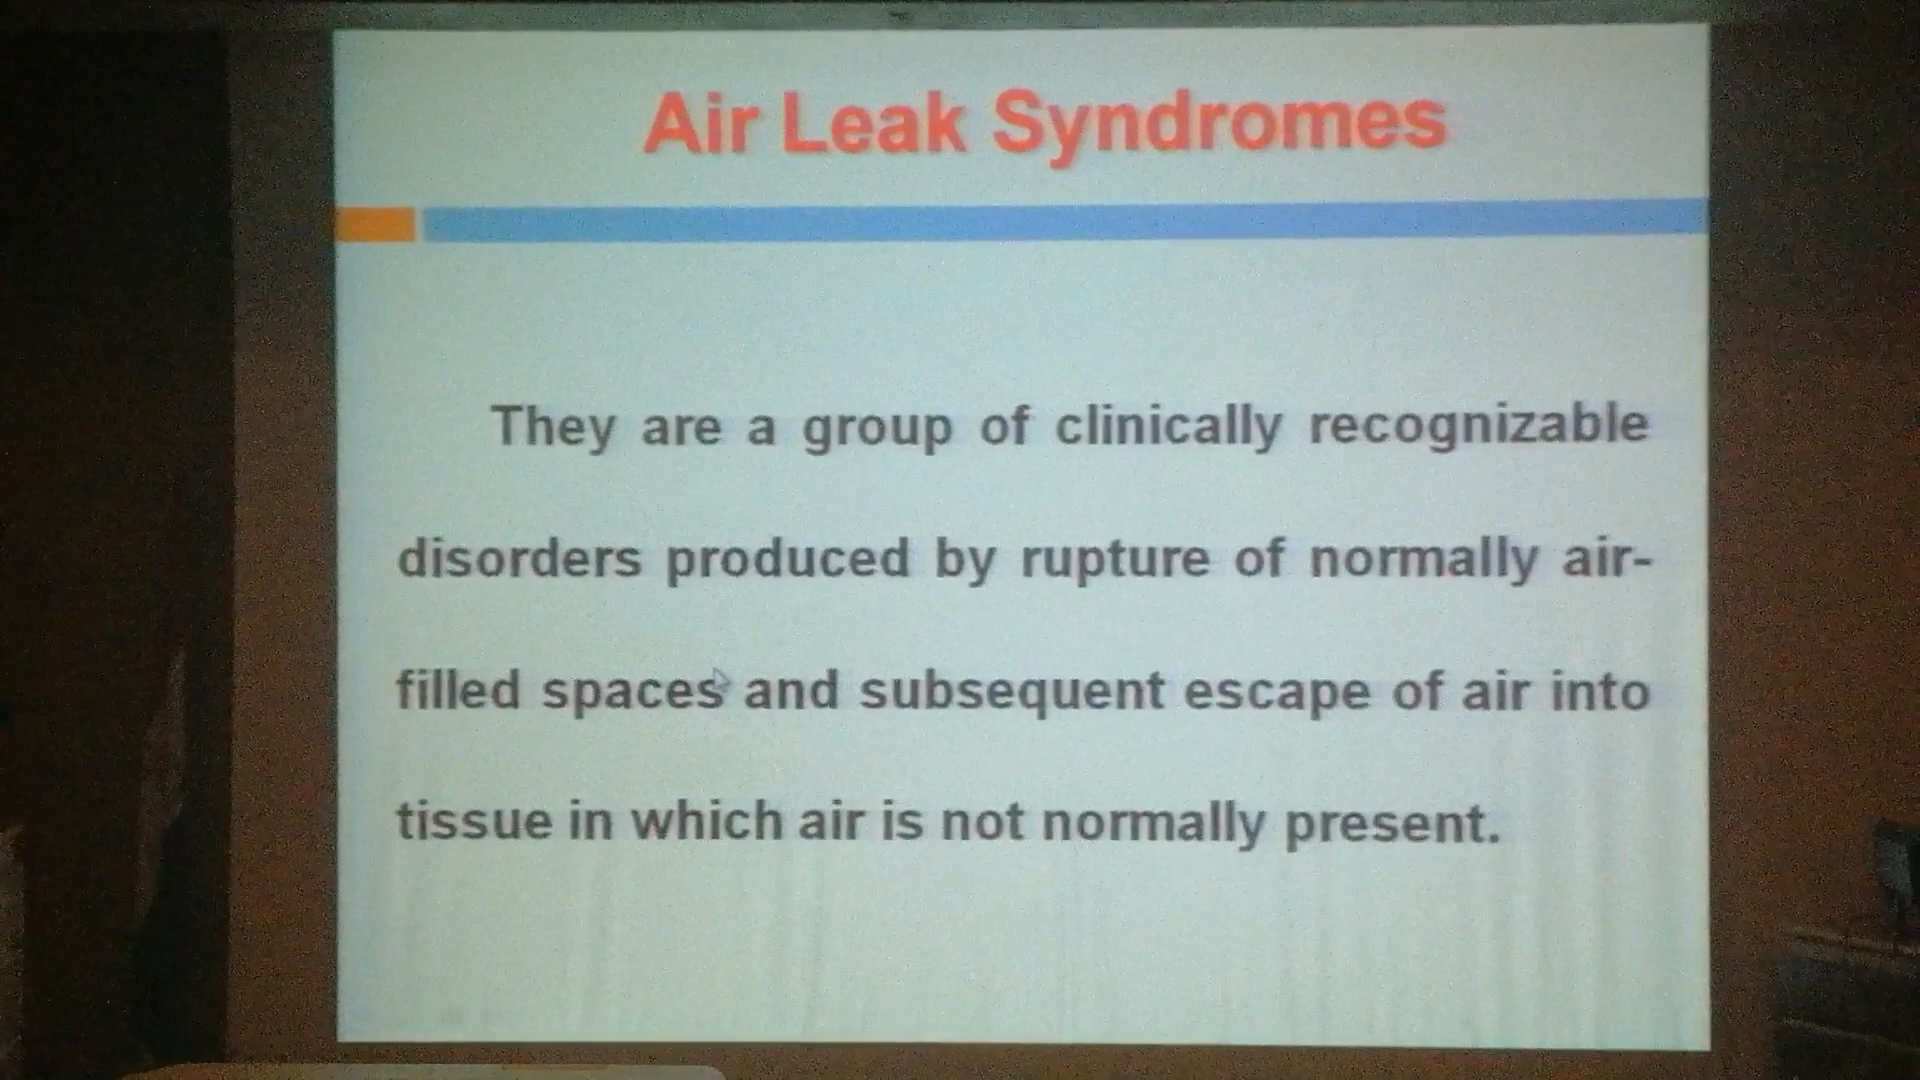 Air Leak Syndromes
They are a group of clinically recognizable
disorders produced by rupture of normally air-
filled spaces and subsequent escape of air into
tissue in which air is not normally present.